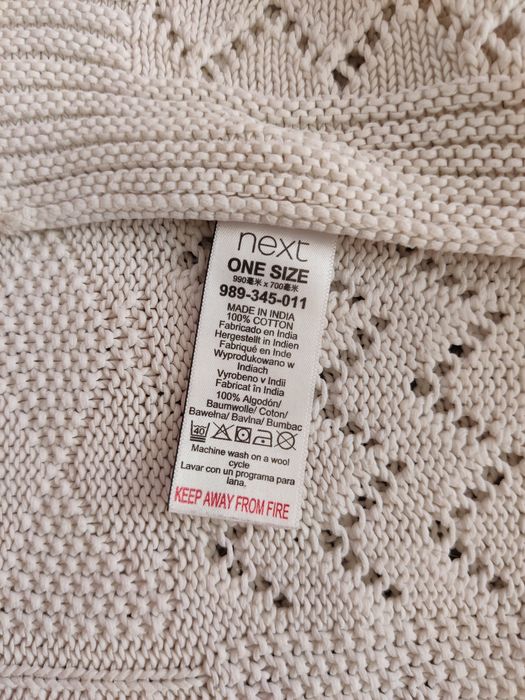 next
ONE SIZE
990毫米 x 700毫米
989-345-011
MADE IN INDIA
100% COTTON
Fabricado en India
Hergestellt in Indien
Fabriqué en Inde
Wyprodukowano w
Indiach
Vyrobeno v Indii
Fabricat în India
100% Algodón/
Baumwolle/ Coton/
Bawełna/ Bavlna/ Bumbac
40
Machine wash on a wool
cycle
Lavar con un programa para
lana.
KEEP AWAY FROM FIRE